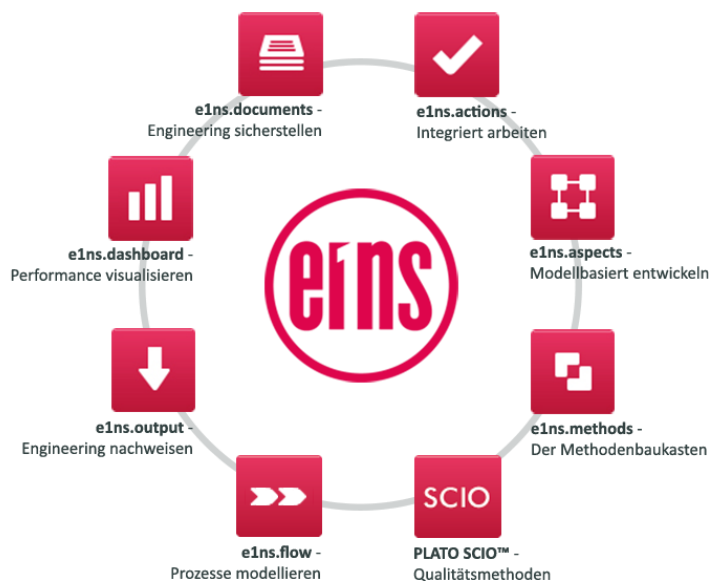 e1ns.documents -
Engineering sicherstellen
e1ns.actions -
Integriert arbeiten
e1ns.dashboard -
Performance visualisieren
e1ns
e1ns.aspects -
Modellbasiert entwickeln
e1ns.output -
Engineering nachweisen
e1ns.methods -
Der Methodenbaukasten
e1ns.flow -
Prozesse modellieren
SCIO
PLATO SCIO™ -
Qualitätsmethoden